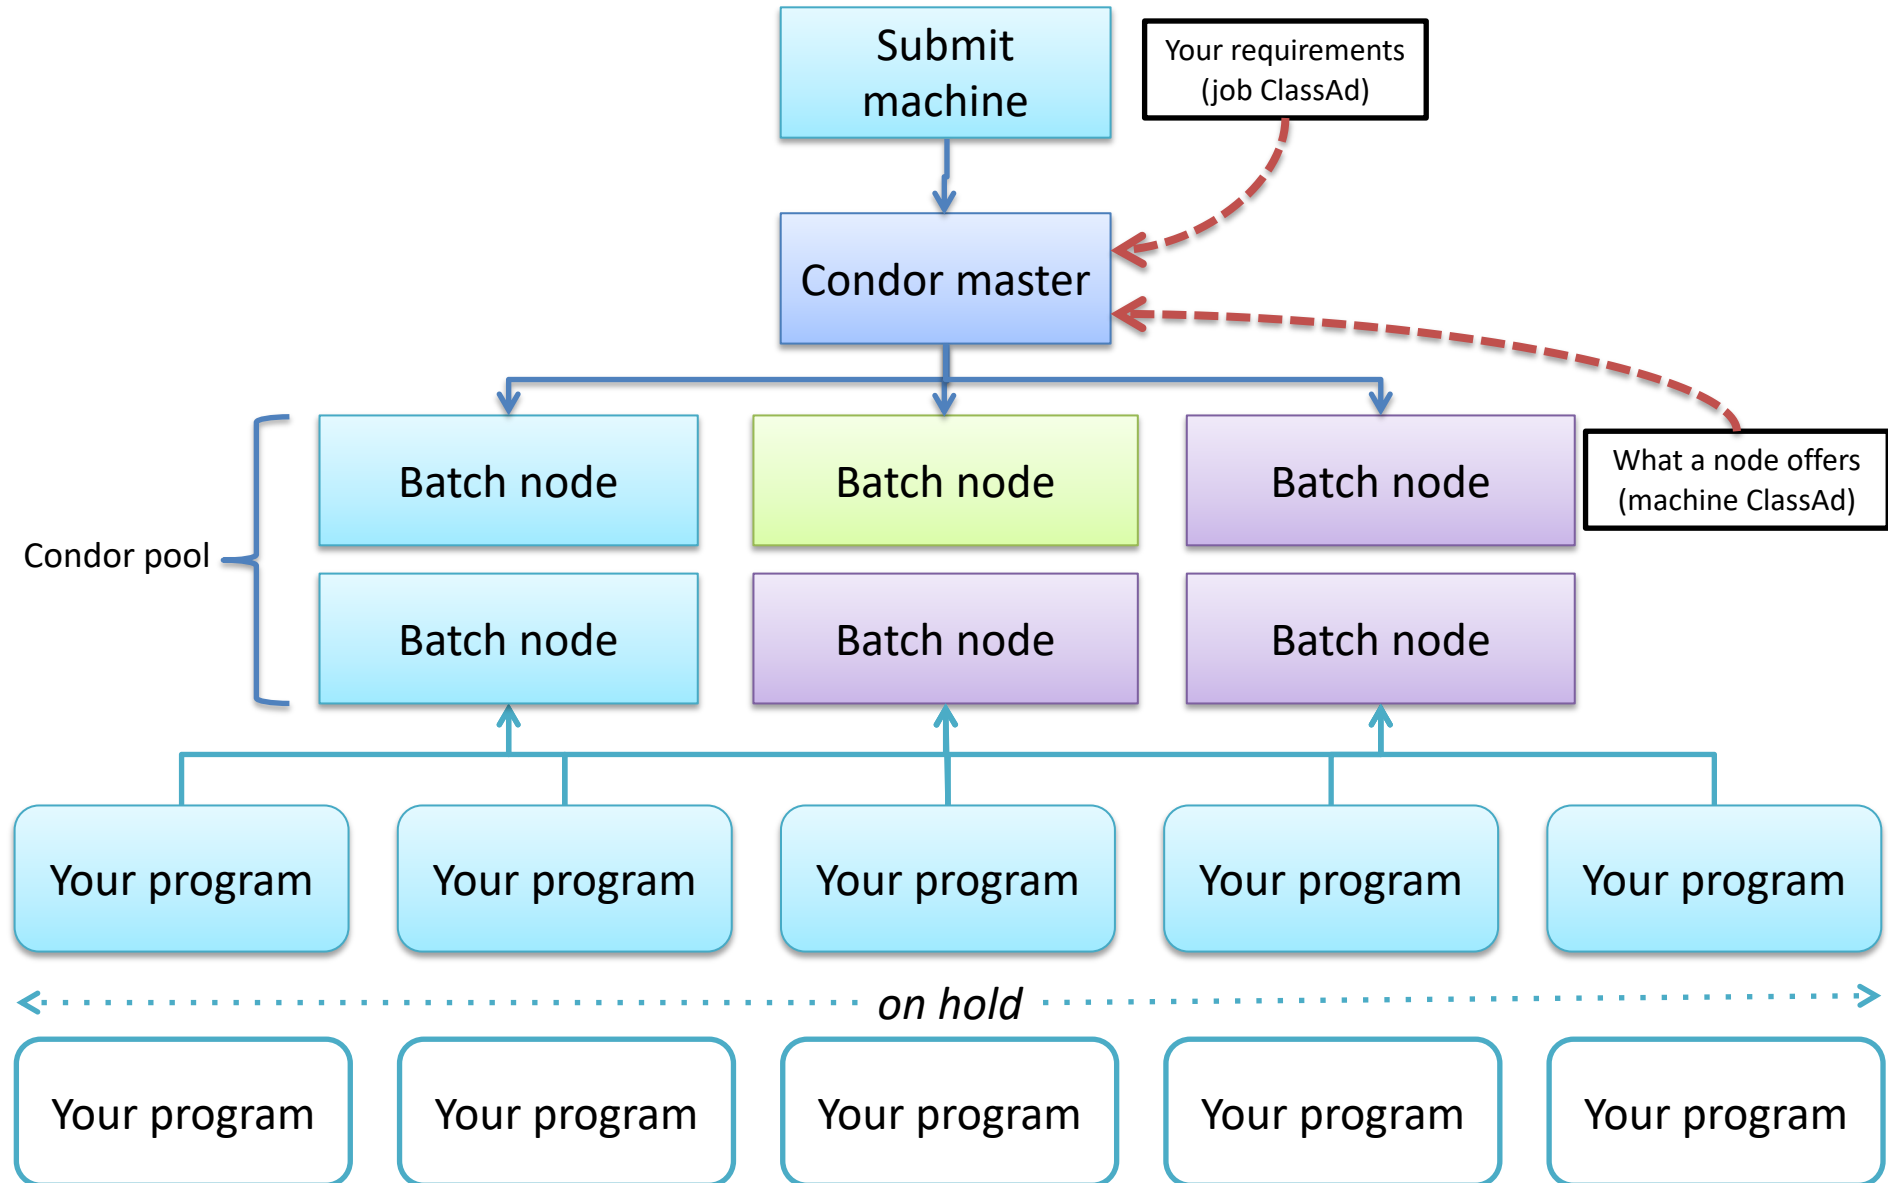 Submit
machine
Your requirements
(job ClassAd)
Condor master
Batch node
Batch node
Batch node
What a node offers
(machine ClassAd)
Condor pool
Batch node
Batch node
Batch node
Your program
Your program
Your program
Your program
Your program
on hold
Your program
Your program
Your program
Your program
Your program